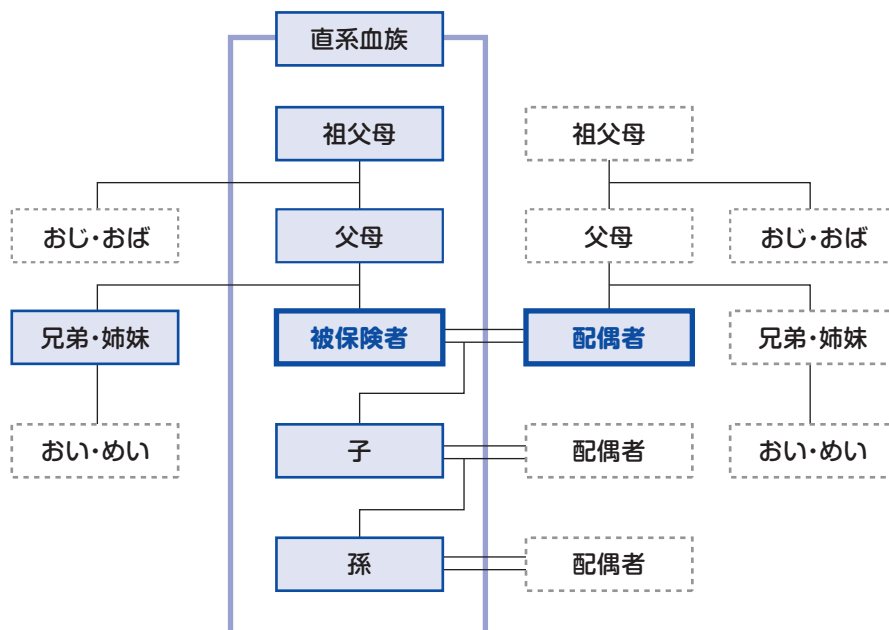 直系血族
祖父母
祖父母
おじ・おば
父母
父母
おじ・おば
兄弟・姉妹
被保険者
配偶者
兄弟・姉妹
おい・めい
子
配偶者
おい・めい
孫
配偶者